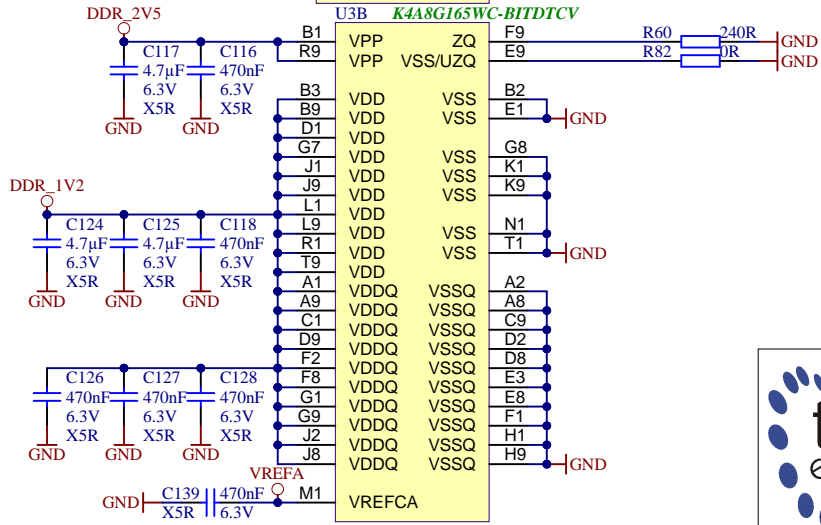 DDR_2V5
U3B K4A8G165WC-BITDTCV
C117
4.7µF
6.3V
X5R
GND
C116
470nF
6.3V
X5R
GND
B1 VPP
R9 VPP
ZQ F9
VSS/UZQ E9
R60 240R GND
R82 0R GND
B3 VDD
B9 VDD
D1 VDD
G7 VDD
J1 VDD
J9 VDD
L1 VDD
L9 VDD
R1 VDD
T9 VDD
A1 VDDQ
A9 VDDQ
C1 VDDQ
D9 VDDQ
F2 VDDQ
F8 VDDQ
G1 VDDQ
G9 VDDQ
J2 VDDQ
J8 VDDQ
M1 VREFCA
VSS B2
VSS E1
GND
VSS G8
VSS K1
VSS K9
VSS N1
VSS T1
GND
VSSQ A2
VSSQ A8
VSSQ C9
VSSQ D2
VSSQ D8
VSSQ E3
VSSQ E8
VSSQ F1
VSSQ H1
VSSQ H9
GND
DDR_1V2
C124
4.7µF
6.3V
X5R
GND
C125
4.7µF
6.3V
X5R
GND
C118
470nF
6.3V
X5R
GND
C126
470nF
6.3V
X5R
GND
C127
470nF
6.3V
X5R
GND
C128
470nF
6.3V
X5R
GND
VREFA
GND
C139 470nF
X5R 6.3V